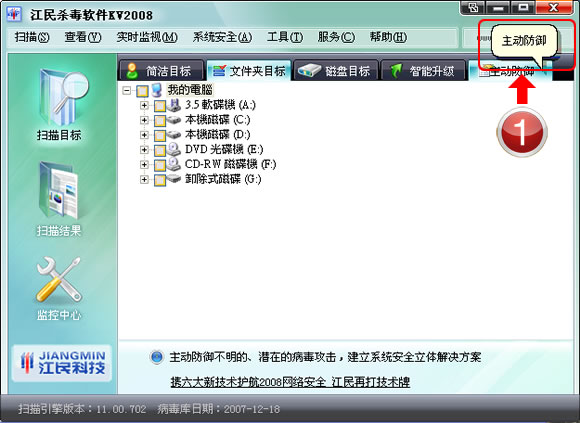 江民杀毒软件KV2008
扫描(S) 查看(V) 实时监视(M) 系统安全(A) 工具(T) 服务(C) 帮助(H)
主动防御
简洁目标 文件夹目标 磁盘目标 智能升级 主动防御
1
我的電腦
3.5 軟碟機 (A:)
本機磁碟 (C:)
本機磁碟 (D:)
DVD 光碟機 (E:)
CD-RW 磁碟機 (F:)
卸除式磁碟 (G:)
扫描目标
扫描结果
监控中心
JIANGMIN
江民科技
主动防御不明的、潜在的病毒攻击，建立系统安全立体解决方案
携六大新技术护航2008网络安全 江民再打技术牌
扫描引擎版本：11.00.702 病毒库日期：2007-12-18